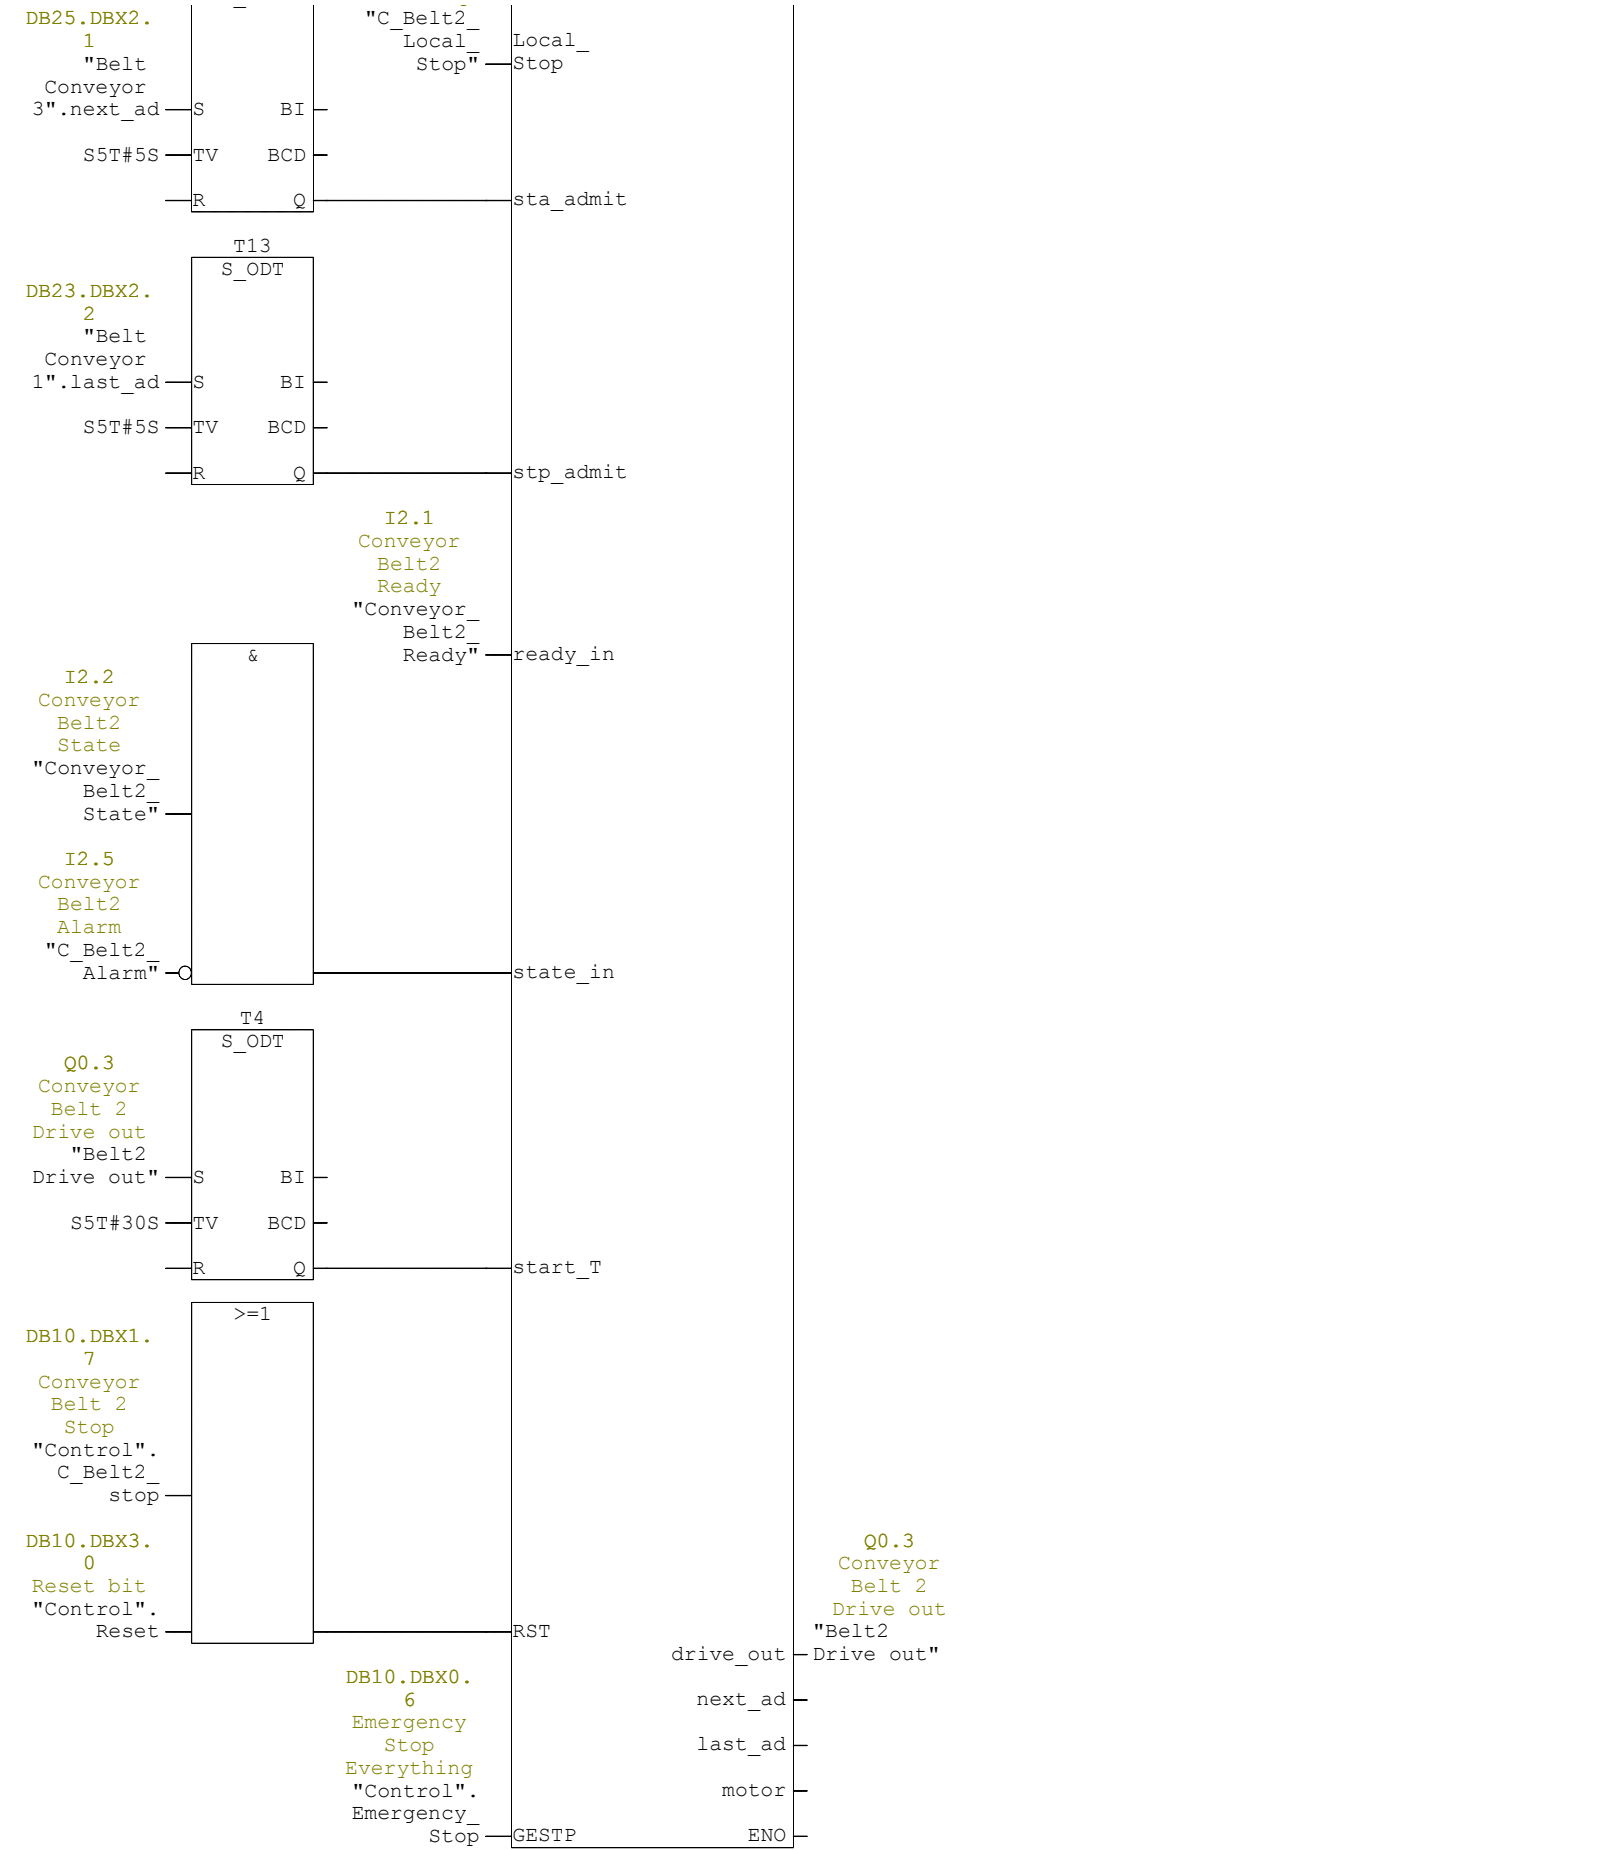 DB25.DBX2.
1
"Belt
Conveyor
3".next_ad
S
BI
S5T#5S
TV
BCD
R
Q
"C_Belt2_
Local_
Stop"
Local_
Stop
sta_admit
T13
S_ODT
DB23.DBX2.
2
"Belt
Conveyor
1".last_ad
S
BI
S5T#5S
TV
BCD
R
Q
stp_admit
I2.1
Conveyor
Belt2
Ready
"Conveyor_
Belt2_
Ready"
ready_in
&
I2.2
Conveyor
Belt2
State
"Conveyor_
Belt2_
State"
I2.5
Conveyor
Belt2
Alarm
"C_Belt2_
Alarm"
state_in
T4
S_ODT
Q0.3
Conveyor
Belt 2
Drive out
"Belt2
Drive out"
S
BI
S5T#30S
TV
BCD
R
Q
start_T
>=1
DB10.DBX1.
7
Conveyor
Belt 2
Stop
"Control".
C_Belt2_
stop
DB10.DBX3.
0
Reset bit
"Control".
Reset
RST
Q0.3
Conveyor
Belt 2
Drive out
"Belt2
Drive out"
drive_out
next_ad
last_ad
motor
ENO
DB10.DBX0.
6
Emergency
Stop
Everything
"Control".
Emergency_
Stop
GESTP